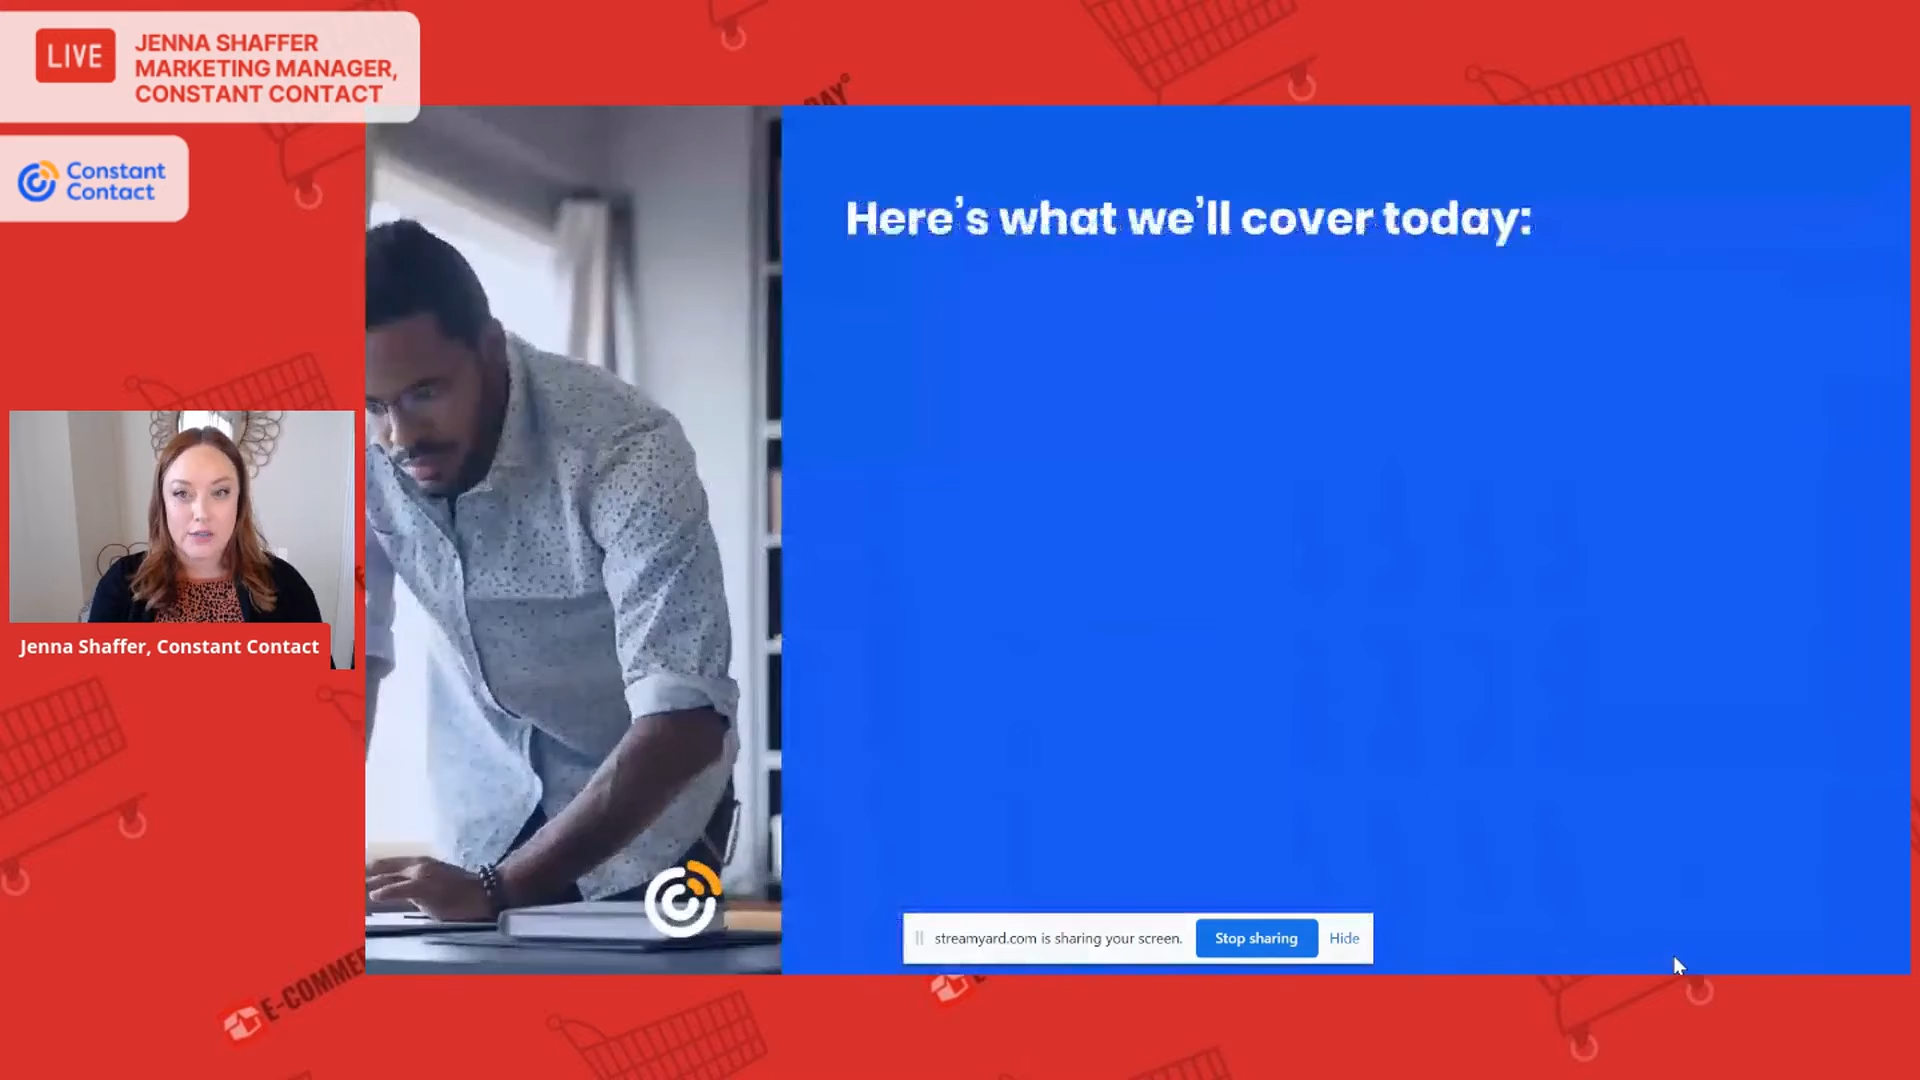 LIVE
JENNA SHAFFER
MARKETING MANAGER,
CONSTANT CONTACT
Constant
Contact
Here's what we'll cover today:
Jenna Shaffer, Constant Contact
streamyard.com is sharing your screen.
Stop sharing
Hide
E-COMMER